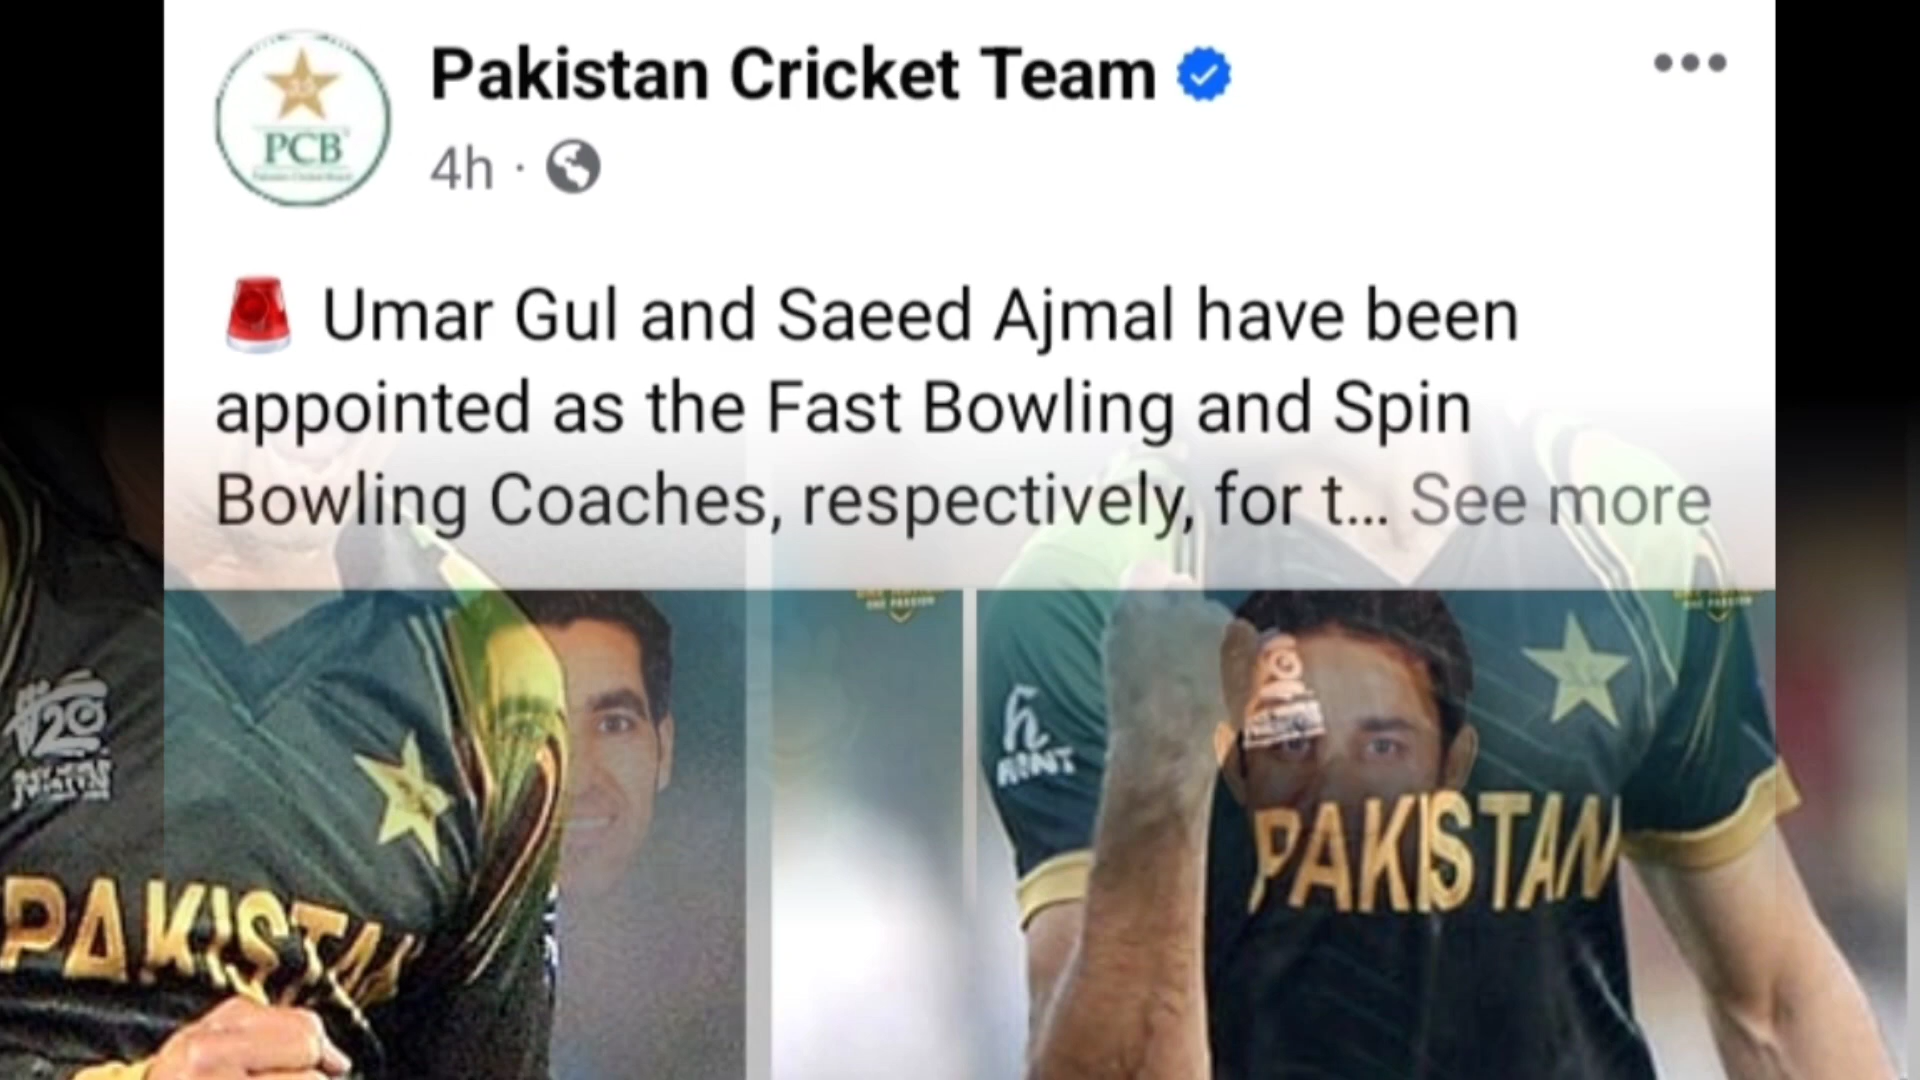 Pakistan Cricket Team
PCB
4h ·
Umar Gul and Saeed Ajmal have been
appointed as the Fast Bowling and Spin
Bowling Coaches, respectively, for t... See more
PAKISTAN
PAKISTAN